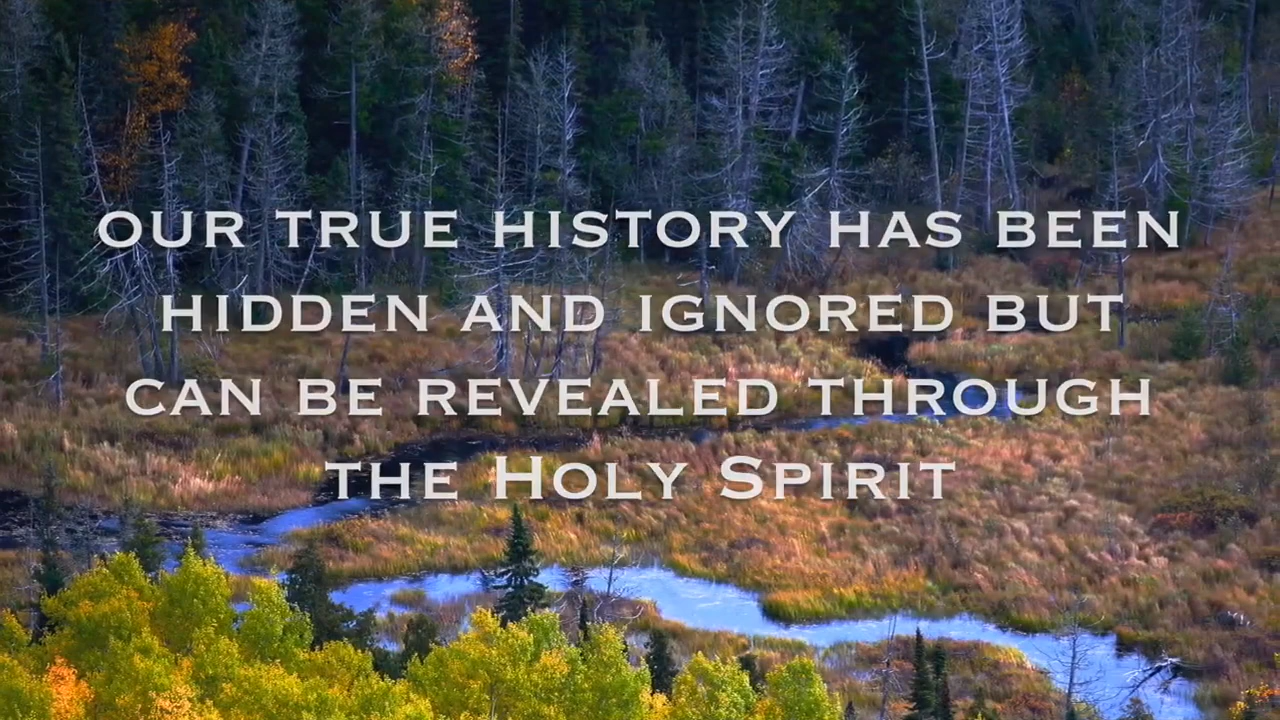 OUR TRUE HISTORY HAS BEEN
HIDDEN AND IGNORED BUT
CAN BE REVEALED THROUGH
THE HOLY SPIRIT